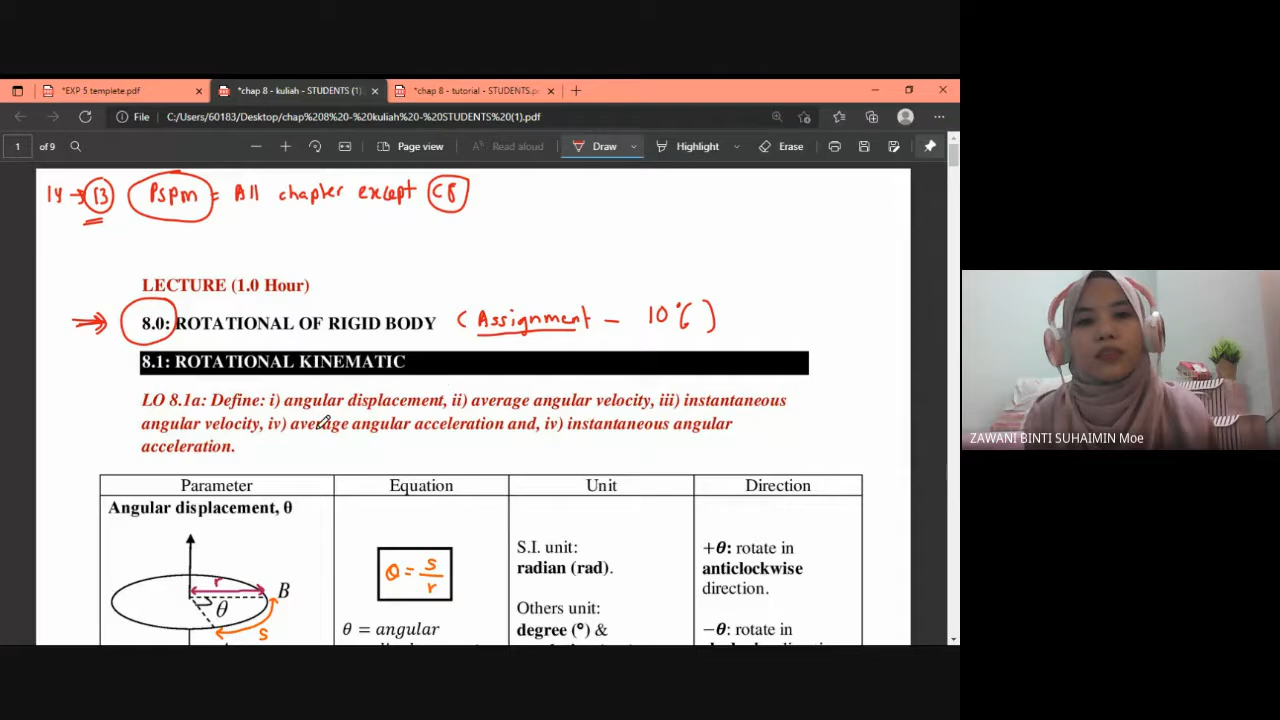 *EXP 5 templete.pdf
*chap 8 - kuliah - STUDENTS (1).
*chap 8 - tutorial - STUDENTS.p
File
C:/Users/60183/Desktop/chap%208%20-%20kuliah%20-%20STUDENTS%20(1).pdf
1 of 9
Page view
Read aloud
Draw
Highlight
Erase
14 → 13 Pspm = All chapter except C8
LECTURE (1.0 Hour)
8.0: ROTATIONAL OF RIGID BODY (Assignment - 10%)
8.1: ROTATIONAL KINEMATIC
LO 8.1a: Define: i) angular displacement, ii) average angular velocity, iii) instantaneous
angular velocity, iv) average angular acceleration and, iv) instantaneous angular
acceleration.
Parameter Equation Unit Direction
Angular displacement, θ
r
B
θ
s
θ = s/r
θ = angular
S.I. unit:
radian (rad).
Others unit:
degree (°) &
+θ: rotate in
anticlockwise
direction.
−θ: rotate in
ZAWANI BINTI SUHAIMIN Moe